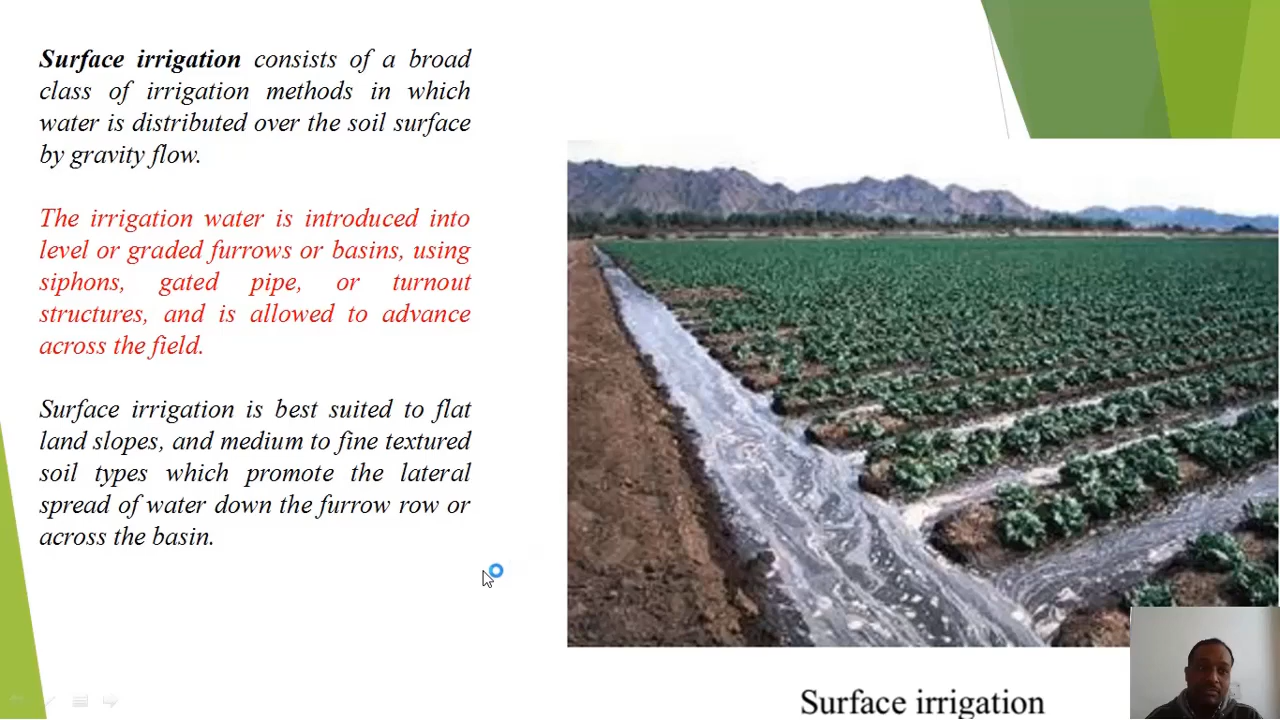 Surface irrigation consists of a broad
class of irrigation methods in which
water is distributed over the soil surface
by gravity flow.
The irrigation water is introduced into
level or graded furrows or basins, using
siphons, gated pipe, or turnout
structures, and is allowed to advance
across the field.
Surface irrigation is best suited to flat
land slopes, and medium to fine textured
soil types which promote the lateral
spread of water down the furrow row or
across the basin.
Surface irrigation